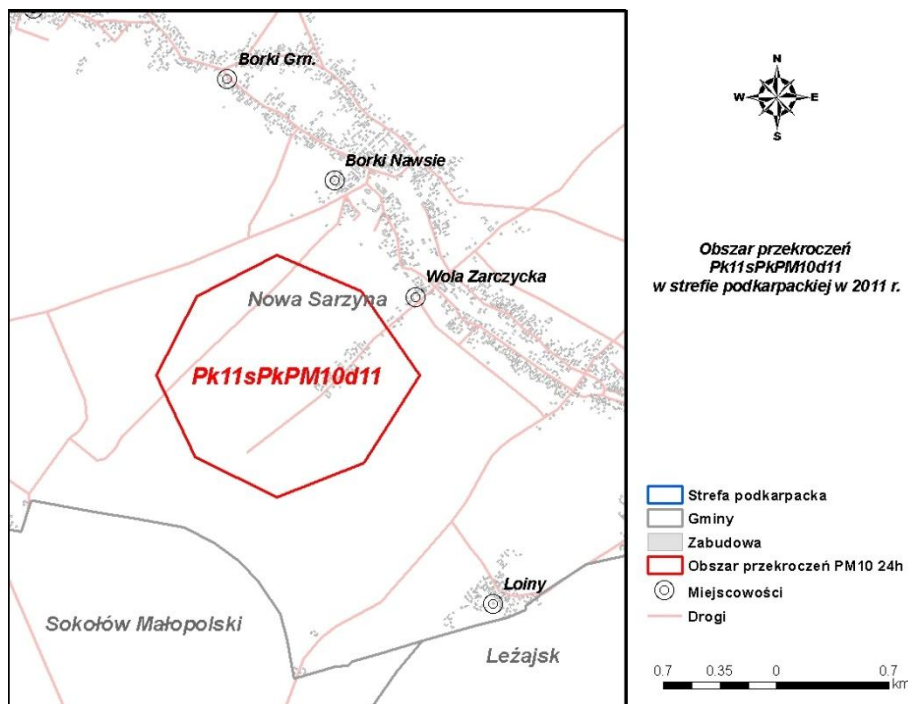 Borki Grn.
Borki Nawsie
Wola Zarczycka
Nowa Sarzyna
Pk11sPkPM10d11
Łoiny
Sokołów Małopolski
Leżajsk
N
W E
S
Obszar przekroczeń
Pk11sPkPM10d11
w strefie podkarpackiej w 2011 r.
Strefa podkarpacka
Gminy
Zabudowa
Obszar przekroczeń PM10 24h
Miejscowości
Drogi
0.7 0.35 0 0.7
km